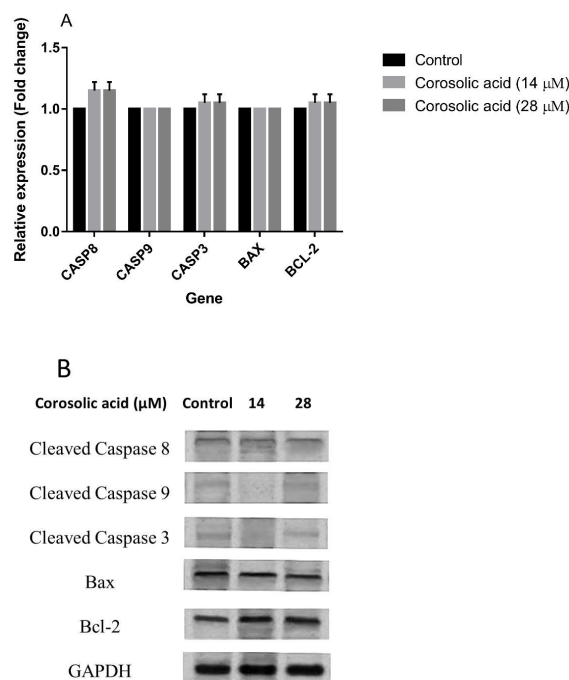 A
Relative expression (Fold change)
1.5
1.0
0.5
0.0
CASP8
CASP9
CASP3
BAX
BCL-2
Gene
Control
Corosolic acid (14 μM)
Corosolic acid (28 μM)
B
Corosolic acid (μM) Control 14 28
Cleaved Caspase 8
Cleaved Caspase 9
Cleaved Caspase 3
Bax
Bcl-2
GAPDH